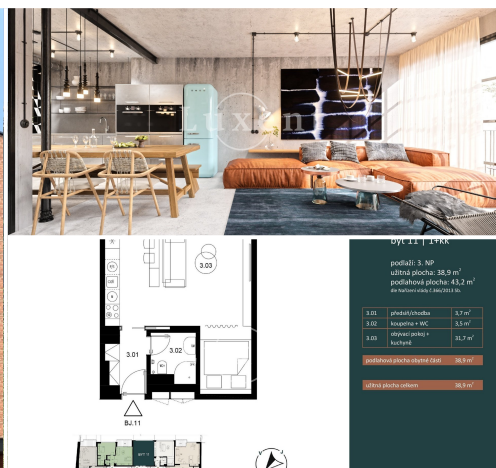 Luxent
byt 11 | 1+kk
podlaží: 3. NP
užitná plocha: 38,9 m²
podlahová plocha: 43,2 m²
dle Nařízení vlády č.366/2013 Sb.
3.01 předsíň/chodba 3,7 m²
3.02 koupelna + WC 3,5 m²
3.03 obývací pokoj + kuchyně 31,7 m²
podlahová plocha obytné části 38,9 m²
užitná plocha celkem 38,9 m²
3.03
3.01
3.02
BJ.11
BYT 11